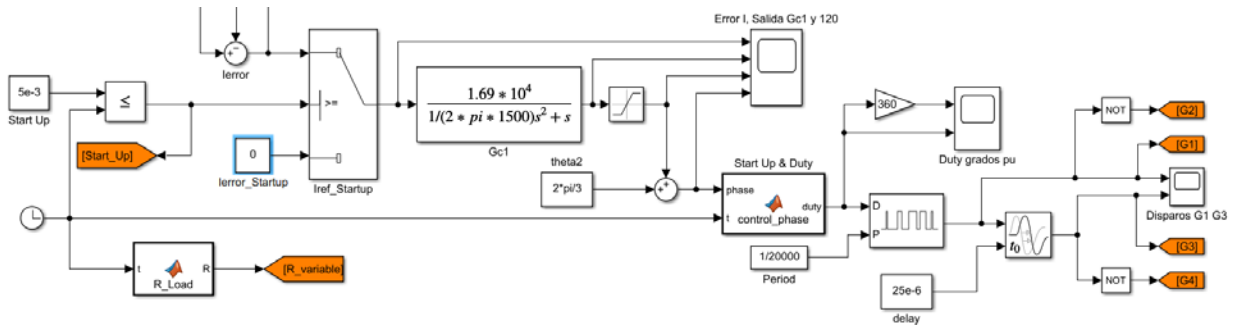 Error I, Salida Gc1 y 120
Ierror
5e-3
Start Up
≤
[Start_Up]
>=
0
Ierror_Startup
Iref_Startup
1.69 * 10^4
1/(2 * pi * 1500)s^2 + s
Gc1
theta2
2*pi/3
Start Up & Duty
phase
t
duty
control_phase
360
Duty grados pu
D
P
1/20000
Period
25e-6
delay
t0
NOT
[G2]
[G1]
Disparos G1 G3
[G3]
NOT
[G4]
t
R
R_Load
[R_variable]